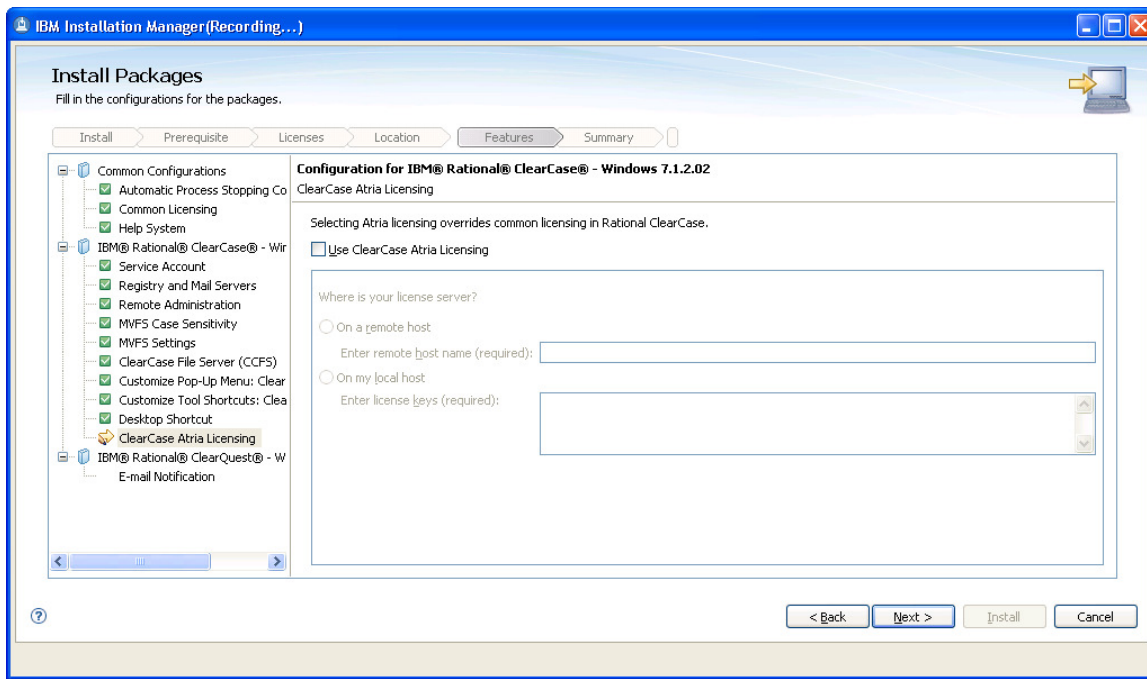 IBM Installation Manager(Recording...)
Install Packages
Fill in the configurations for the packages.
Install
Prerequisite
Licenses
Location
Features
Summary
Common Configurations
Automatic Process Stopping Co
Common Licensing
Help System
IBM® Rational® ClearCase® - Wir
Service Account
Registry and Mail Servers
Remote Administration
MVFS Case Sensitivity
MVFS Settings
ClearCase File Server (CCFS)
Customize Pop-Up Menu: Clear
Customize Tool Shortcuts: Clea
Desktop Shortcut
ClearCase Atria Licensing
IBM® Rational® ClearQuest® - W
E-mail Notification
Configuration for IBM® Rational® ClearCase® - Windows 7.1.2.02
ClearCase Atria Licensing
Selecting Atria licensing overrides common licensing in Rational ClearCase.
Use ClearCase Atria Licensing
Where is your license server?
On a remote host
Enter remote host name (required):
On my local host
Enter license keys (required):
?
< Back
Next >
Install
Cancel